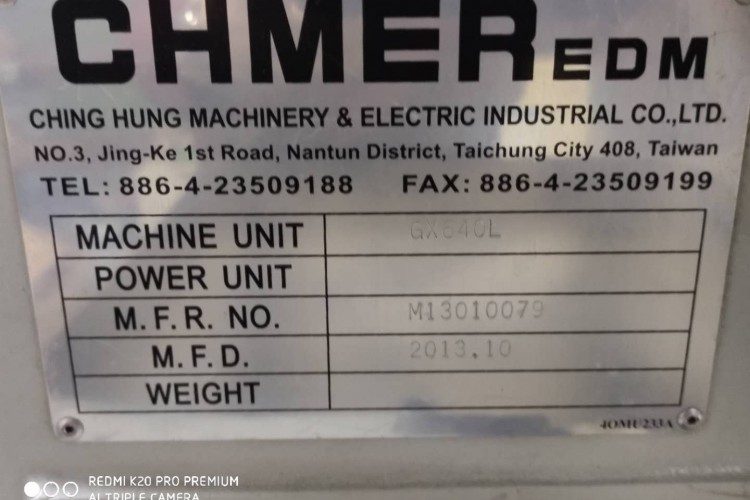 CHMER EDM
CHING HUNG MACHINERY & ELECTRIC INDUSTRIAL CO.,LTD.
NO.3, Jing-Ke 1st Road, Nantun District, Taichung City 408, Taiwan
TEL: 886-4-23509188 FAX: 886-4-23509199
MACHINE UNIT GX640L
POWER UNIT
M.F.R. NO. M13010079
M.F.D. 2013.10
WEIGHT
4OMU233A
REDMI K20 PRO PREMIUM
AI TRIPLE CAMERA